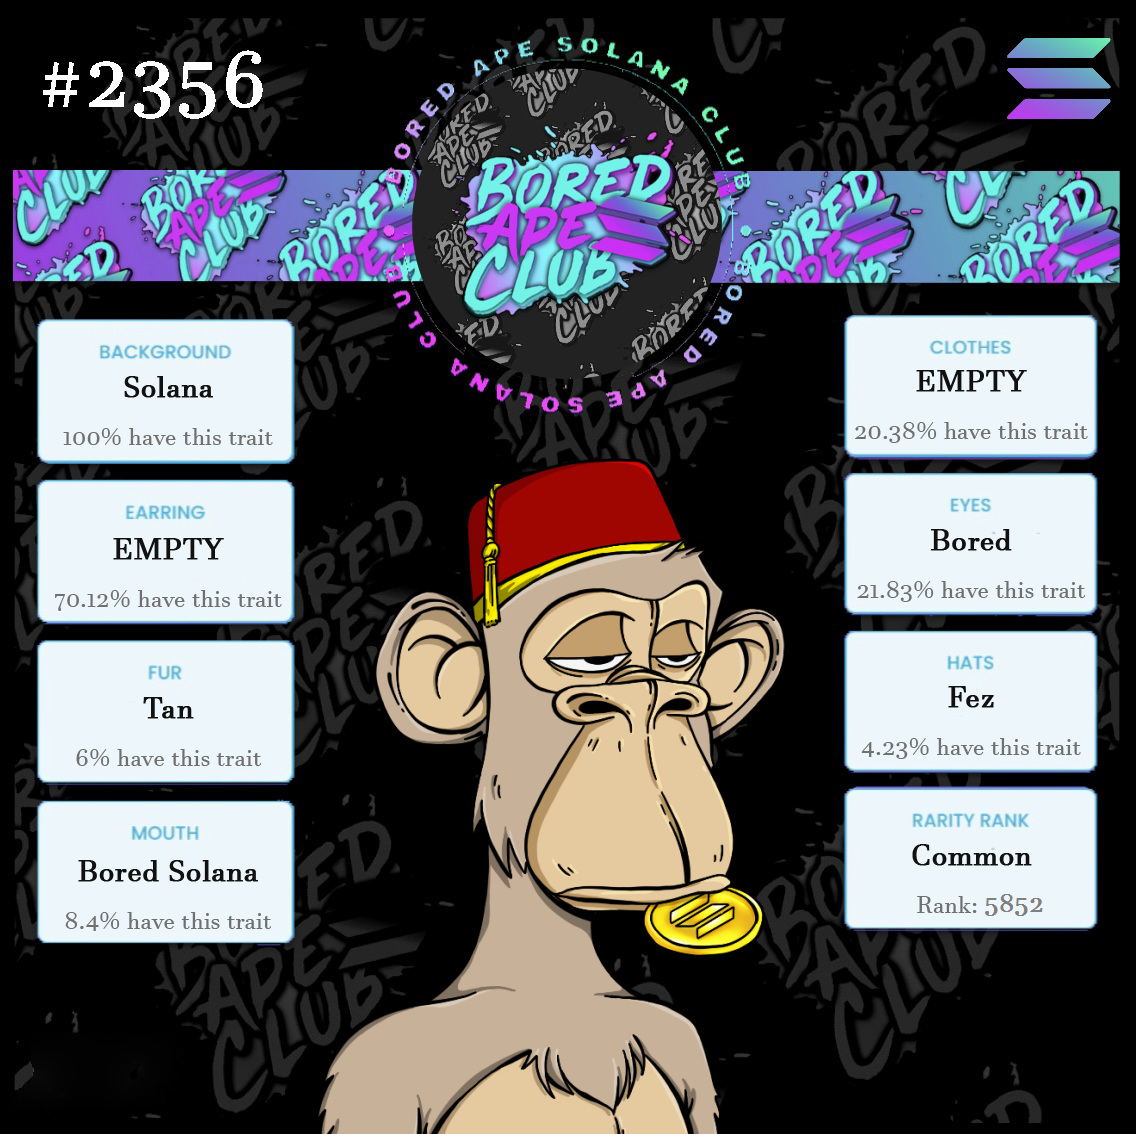 #2356
BORED APE SOLANA CLUB
BORED APE SOLANA CLUB
BORED
APE
CLUB
BACKGROUND
Solana
100% have this trait
EARRING
EMPTY
70.12% have this trait
FUR
Tan
6% have this trait
MOUTH
Bored Solana
8.4% have this trait
CLOTHES
EMPTY
20.38% have this trait
EYES
Bored
21.83% have this trait
HATS
Fez
4.23% have this trait
RARITY RANK
Common
Rank: 5852